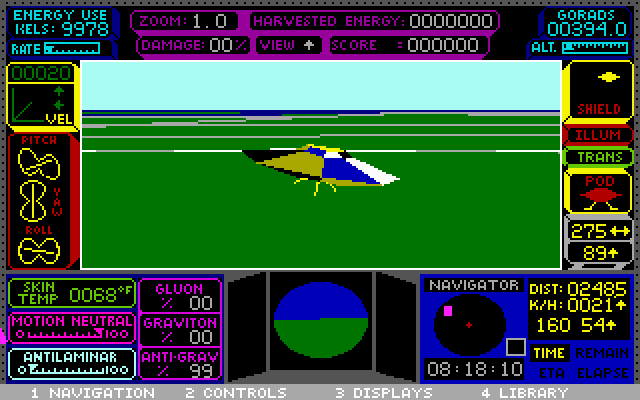 ENERGY USE
KELS: 9978
RATE
ZOOM: 1.0
HARVESTED ENERGY: 0000000
DAMAGE: 00%
VIEW
SCORE : 000000
GORADS
00394.0
ALT.
00020
VEL
PITCH
YAW
ROLL
SHIELD
ILLUM
TRANS
POD
275
89
SKIN TEMP 0068°F
MOTION NEUTRAL
0 100
ANTILAMINAR
0 100
GLUON
% 00
GRAVITON
% 00
ANTI-GRAV
% 99
NAVIGATOR
08:18:10
DIST: 02485
K/H: 0021
160 54
TIME REMAIN
ETA ELAPSE
1 NAVIGATION 2 CONTROLS 3 DISPLAYS 4 LIBRARY